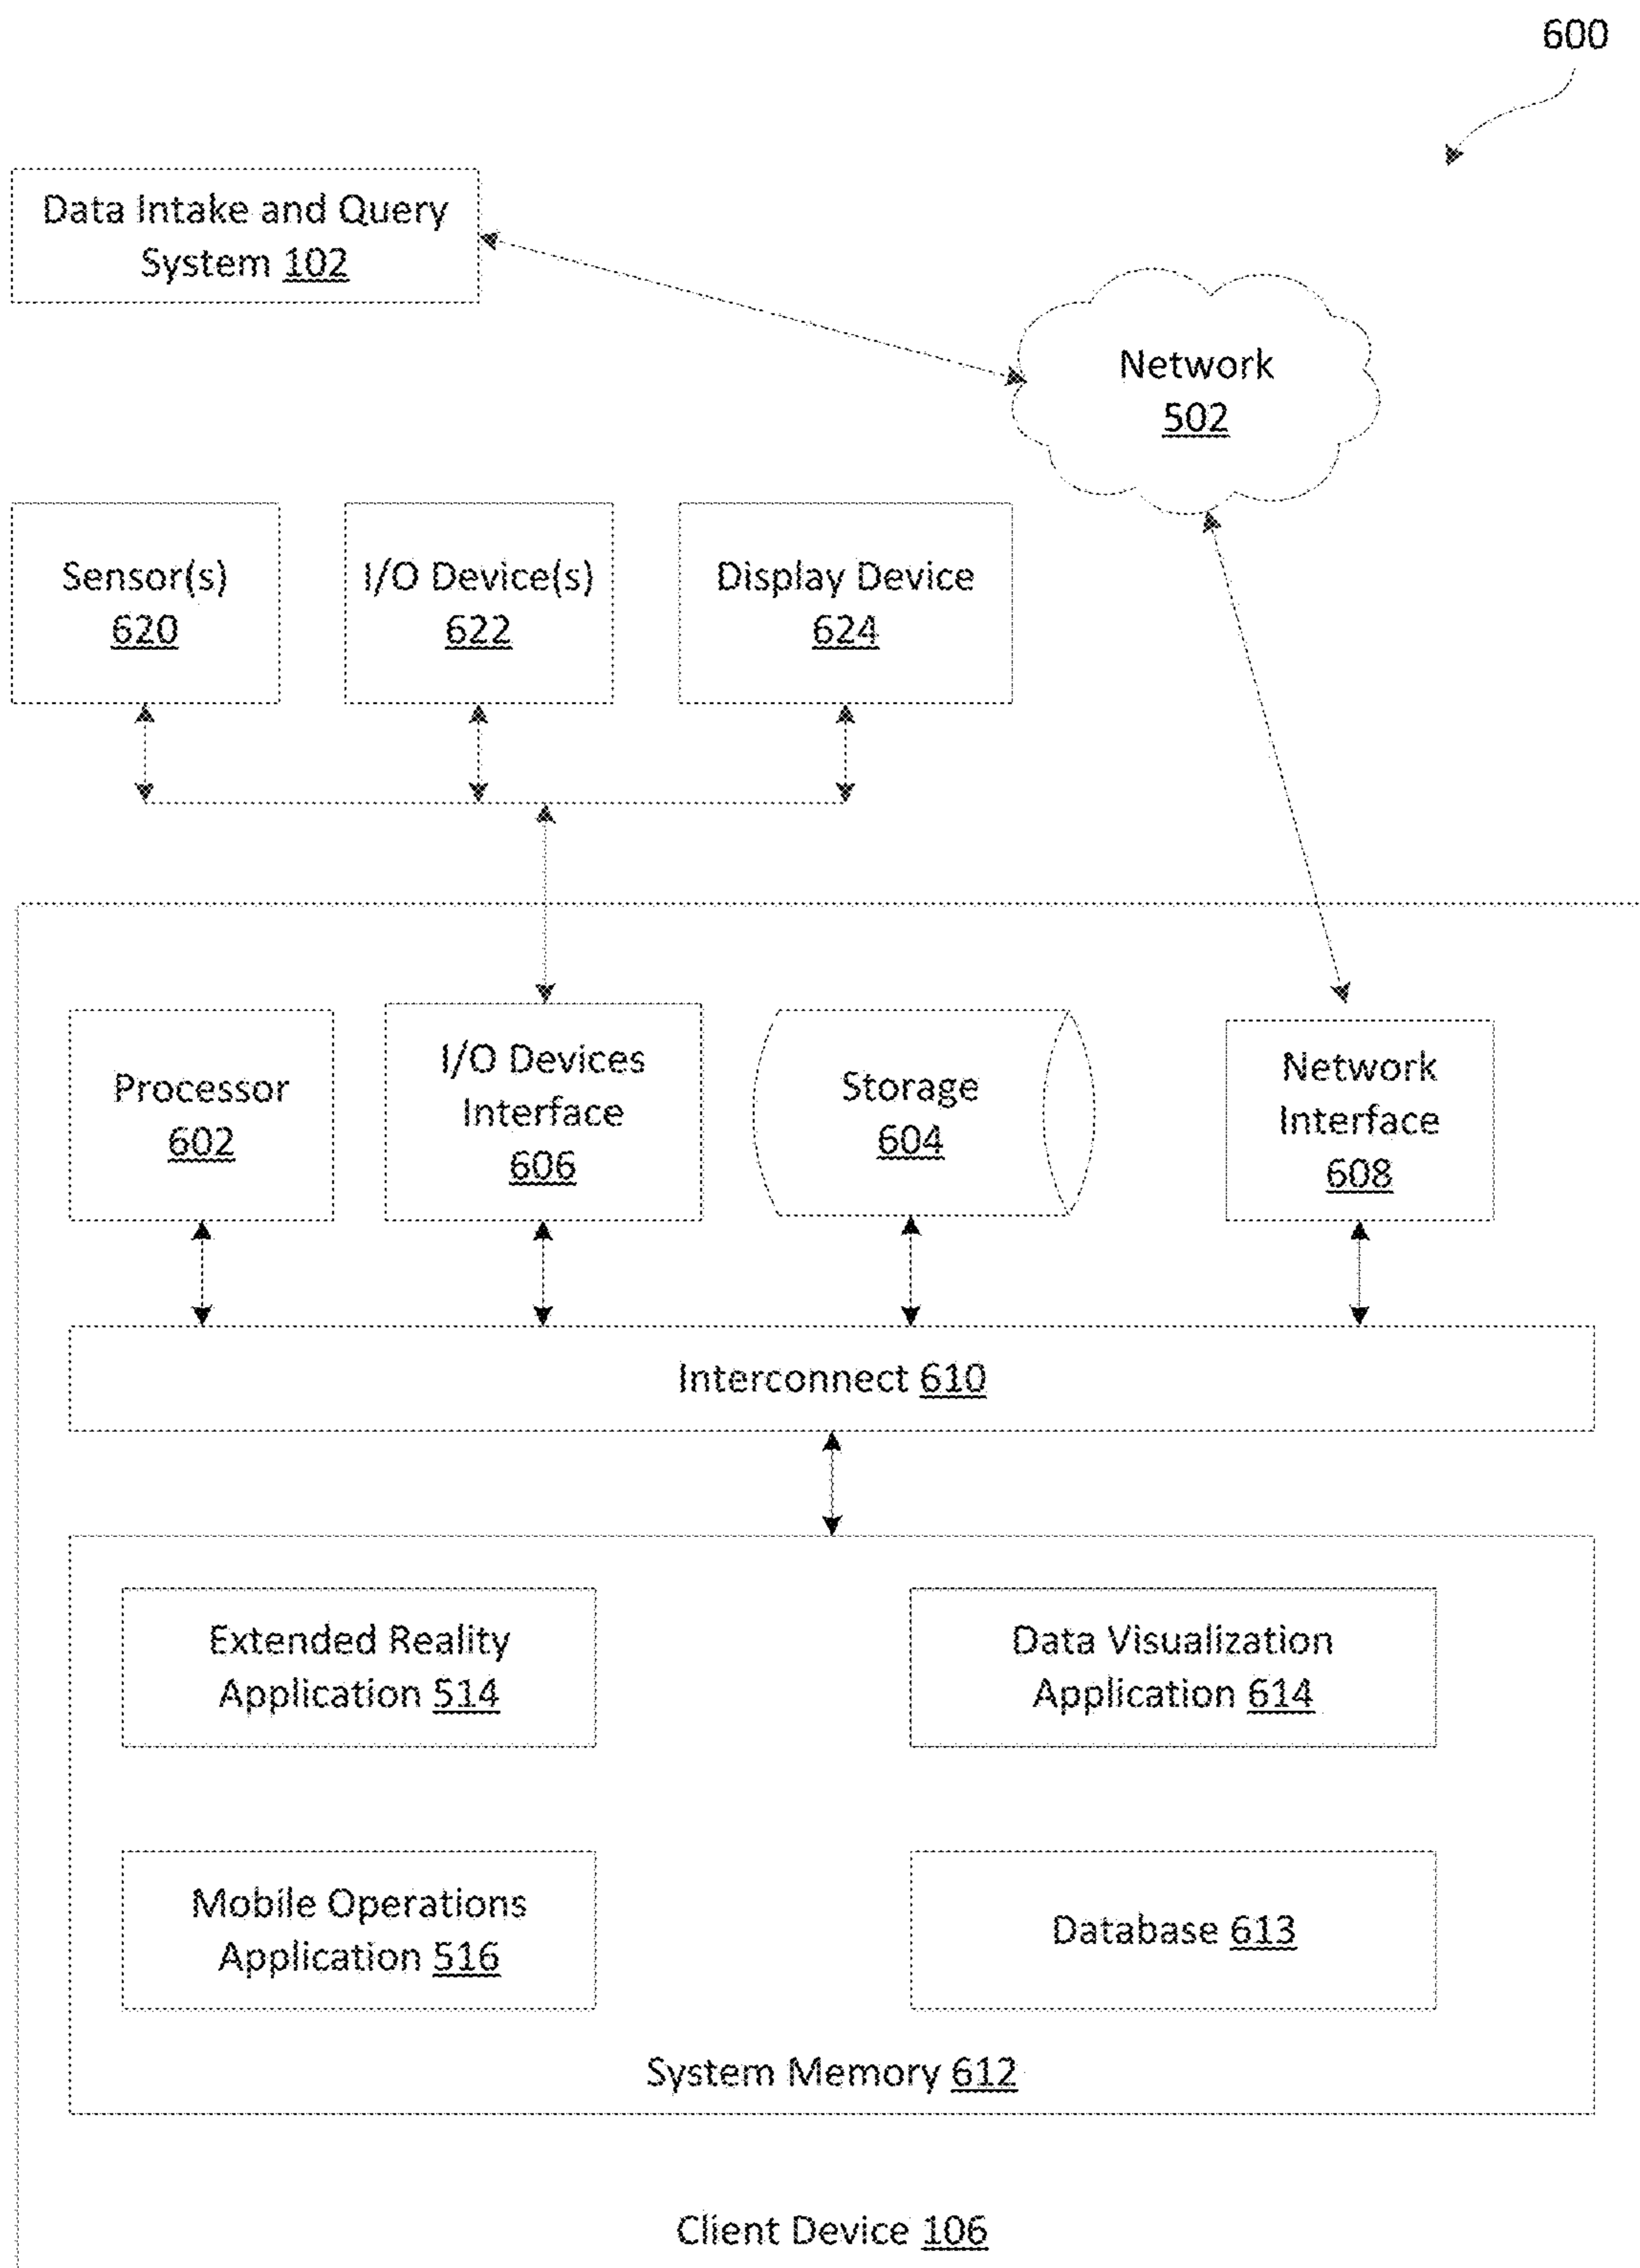 600
Data Intake and Query
System 102
Network
502
Sensor(s)
620
I/O Device(s)
622
Display Device
624
Processor
602
I/O Devices
Interface
606
Storage
604
Network
Interface
608
Interconnect 610
Extended Reality
Application 514
Data Visualization
Application 614
Mobile Operations
Application 516
Database 613
System Memory 612
Client Device 106